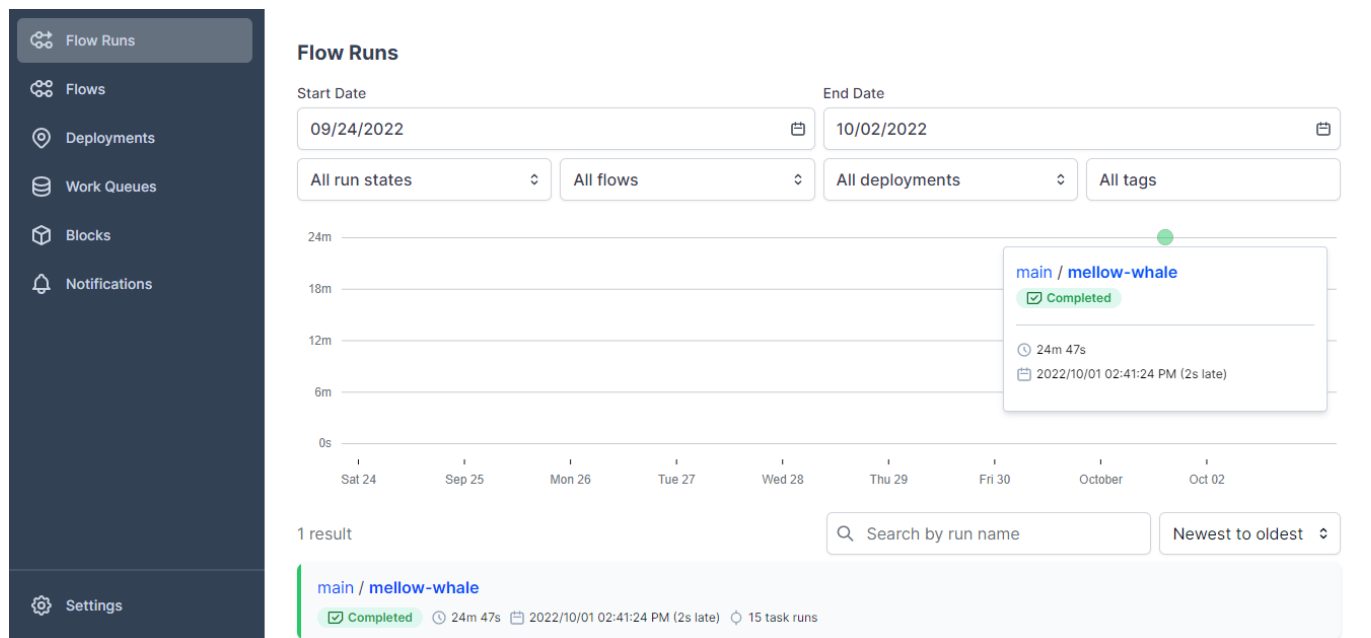 Flow Runs
Flows
Deployments
Work Queues
Blocks
Notifications
Settings
Flow Runs
Start Date
End Date
09/24/2022
10/02/2022
All run states
All flows
All deployments
All tags
24m
18m
12m
6m
0s
main / mellow-whale
Completed
24m 47s
2022/10/01 02:41:24 PM (2s late)
Sat 24
Sep 25
Mon 26
Tue 27
Wed 28
Thu 29
Fri 30
October
Oct 02
1 result
Search by run name
Newest to oldest
main / mellow-whale
Completed 24m 47s 2022/10/01 02:41:24 PM (2s late) 15 task runs